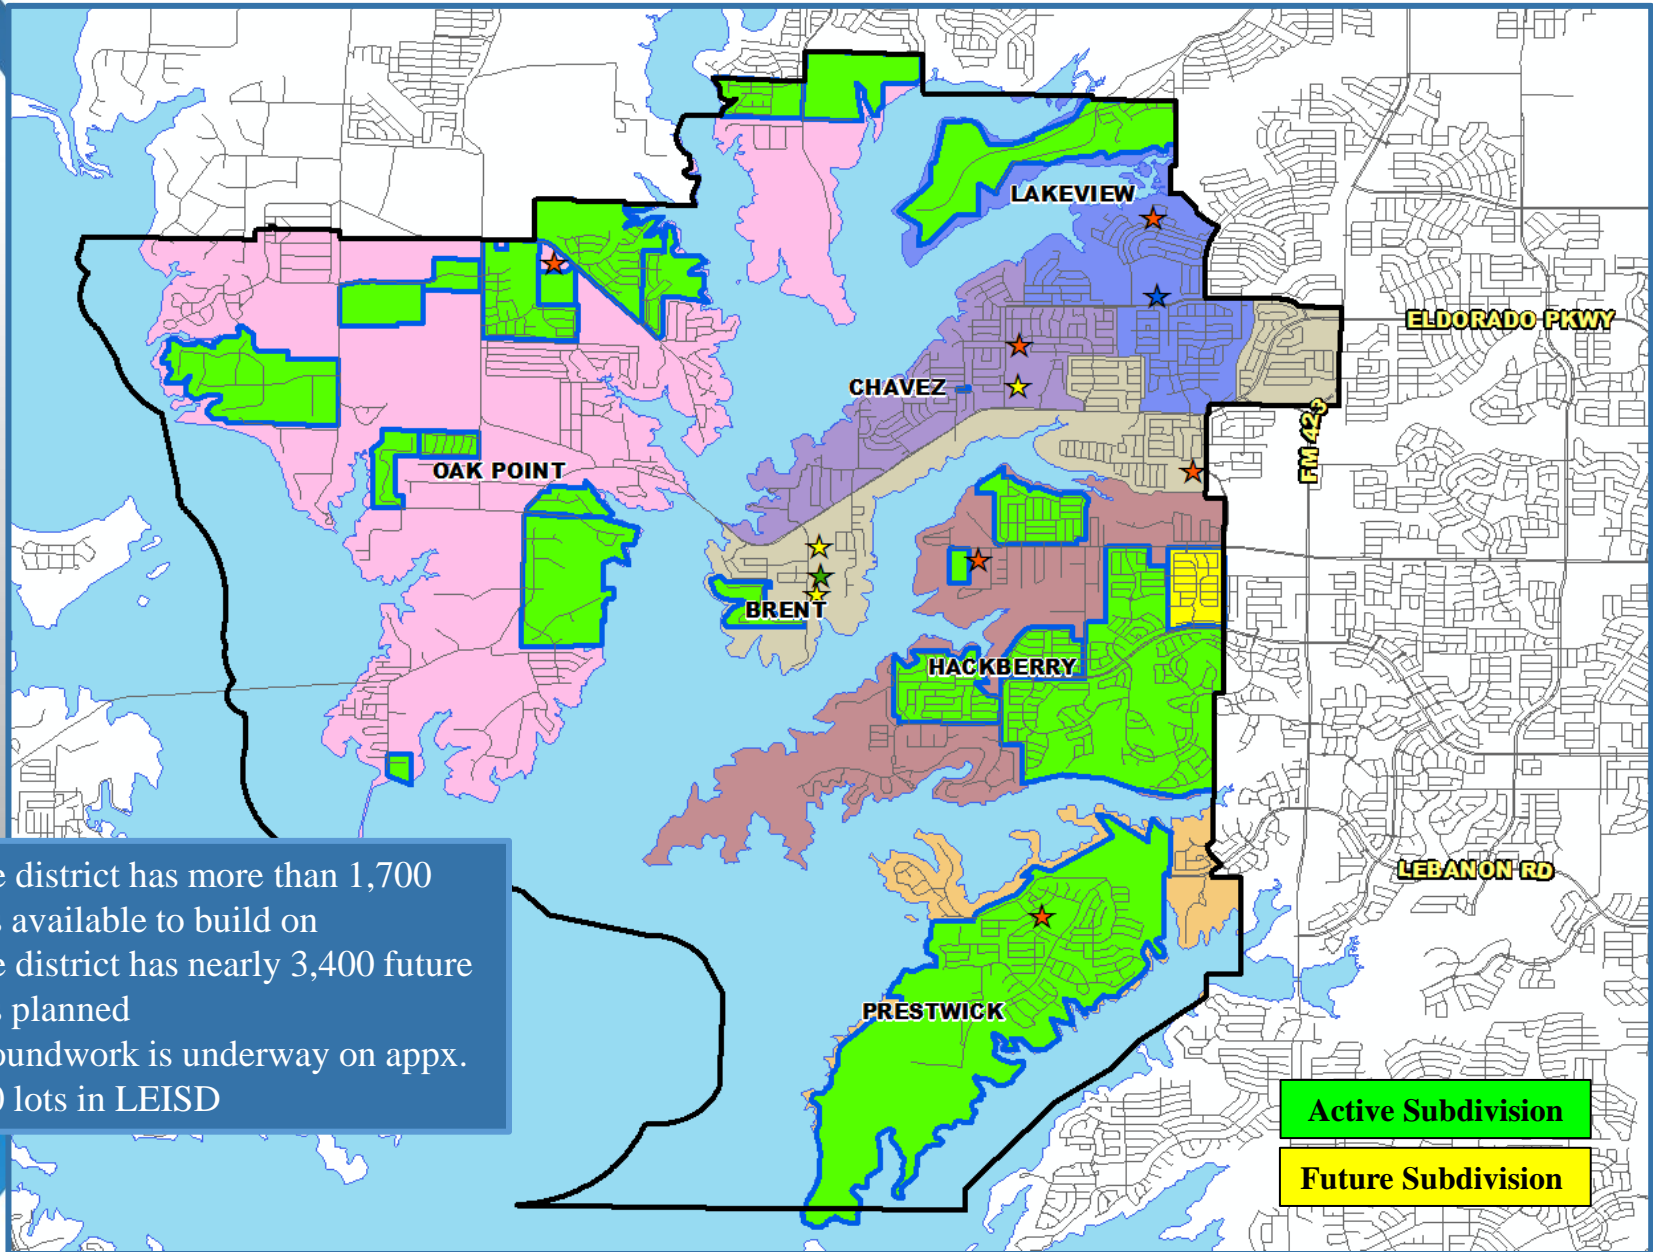 LAKEVIEW
ELDORADO PKWY
CHAVEZ
FM 423
OAK POINT
BRENT
HACKBERRY
LEBANON RD
PRESTWICK
district has more than 1,700
available to build on
district has nearly 3,400 future
planned
oundwork is underway on appx.
lots in LEISD
Active Subdivision
Future Subdivision